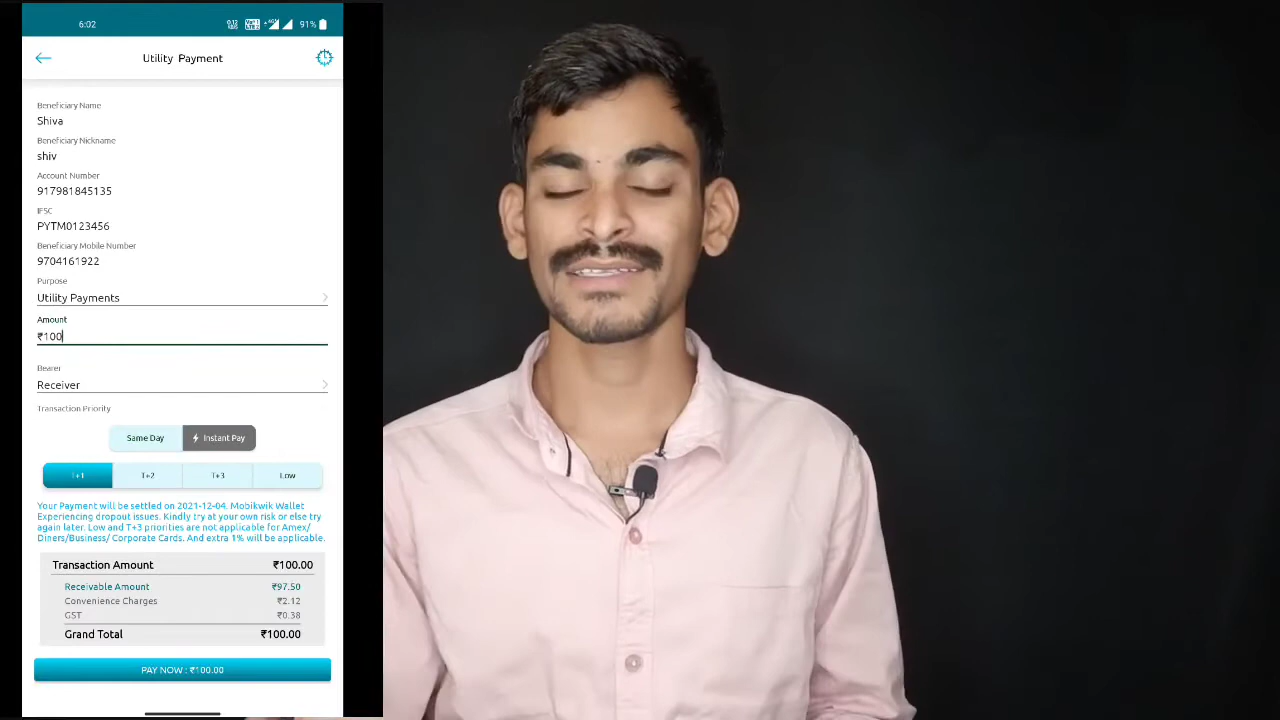 6:02
91%
Utility Payment
Beneficiary Name
Shiva
Beneficiary Nickname
shiv
Account Number
917981845135
IFSC
PYTM0123456
Beneficiary Mobile Number
9704161922
Purpose
Utility Payments
Amount
₹100
Bearer
Receiver
Transaction Priority
Same Day
Instant Pay
T+1
T+2
T+3
Low
Your Payment will be settled on 2021-12-04. Mobikwik Wallet
Experiencing dropout issues. Kindly try at your own risk or else try
again later. Low and T+3 priorities are not applicable for Amex/
Diners/Business/ Corporate Cards. And extra 1% will be applicable.
Transaction Amount ₹100.00
Receivable Amount ₹97.50
Convenience Charges ₹2.12
GST ₹0.38
Grand Total ₹100.00
PAY NOW : ₹100.00